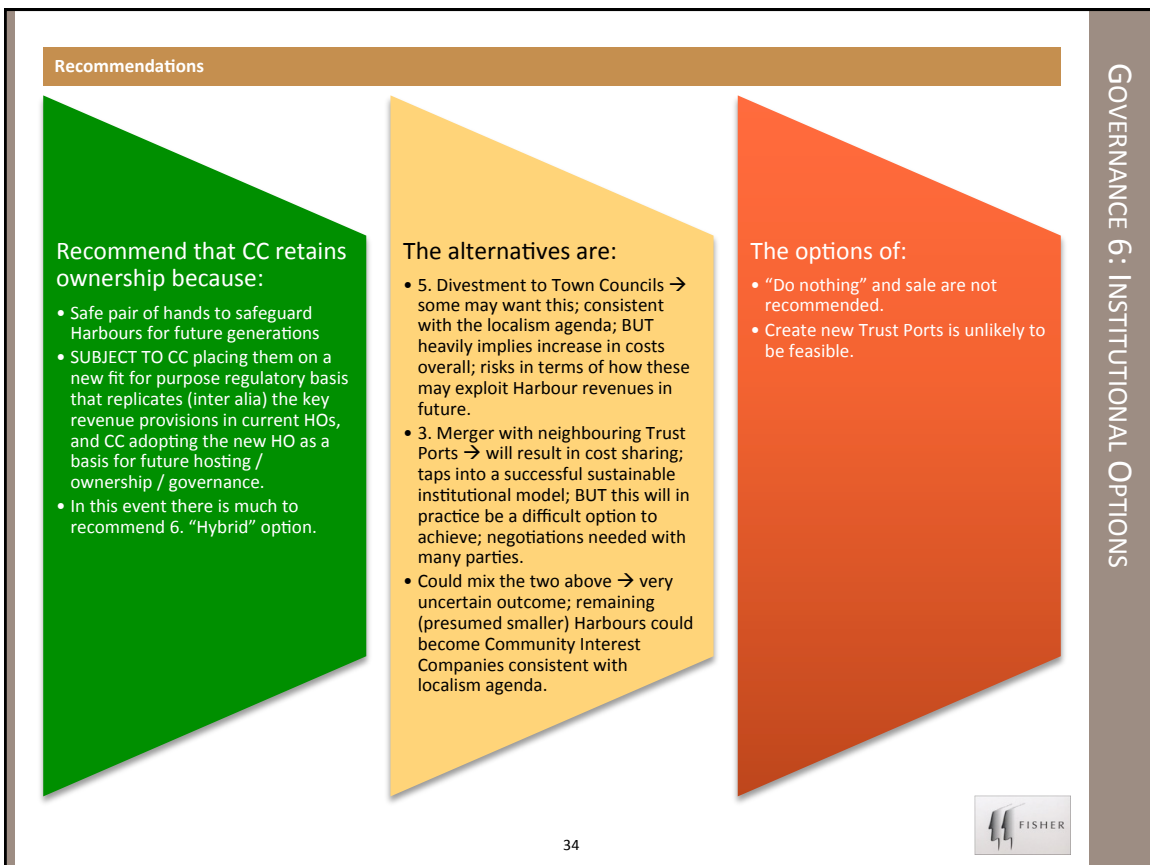 Recommendations
Recommend that CC retains
ownership because:
• Safe pair of hands to safeguard
Harbours for future generations
• SUBJECT TO CC placing them on a
new fit for purpose regulatory basis
that replicates (inter alia) the key
revenue provisions in current HOs,
and CC adopting the new HO as a
basis for future hosting /
ownership / governance.
• In this event there is much to
recommend 6. “Hybrid” option.
The alternatives are:
• 5. Divestment to Town Councils →
some may want this; consistent
with the localism agenda; BUT
heavily implies increase in costs
overall; risks in terms of how these
may exploit Harbour revenues in
future.
• 3. Merger with neighbouring Trust
Ports → will result in cost sharing;
taps into a successful sustainable
institutional model; BUT this will in
practice be a difficult option to
achieve; negotiations needed with
many parties.
• Could mix the two above → very
uncertain outcome; remaining
(presumed smaller) Harbours could
become Community Interest
Companies consistent with
localism agenda.
The options of:
• “Do nothing” and sale are not
recommended.
• Create new Trust Ports is unlikely to
be feasible.
GOVERNANCE 6: INSTITUTIONAL OPTIONS
FISHER
34